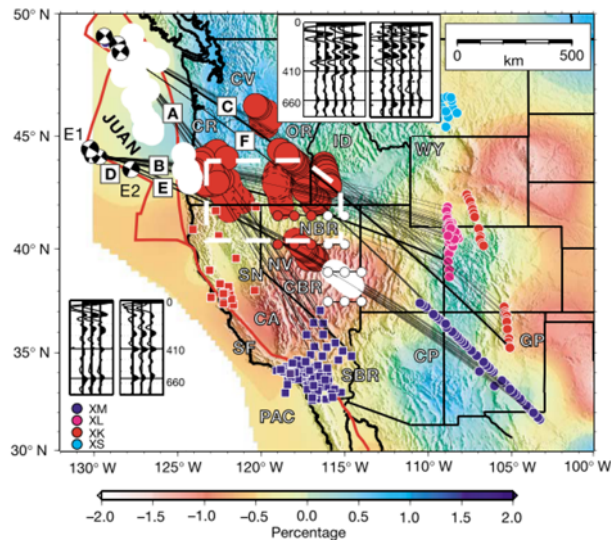 50° N
45° N
40° N
35° N
30° N
130° W
125° W
120° W
115° W
110° W
105° W
100° W
0
410
660
500
km
CV
C
A
CR
F
OR
ID
WY
JUAN
E1
B
D
E2
E
NBR
NV
SN
CBR
CA
SF
SBR
PAC
CP
GP
0
410
660
XM
XL
XK
XS
−2.0 −1.5 −1.0 −0.5 0.0 0.5 1.0 1.5 2.0
Percentage